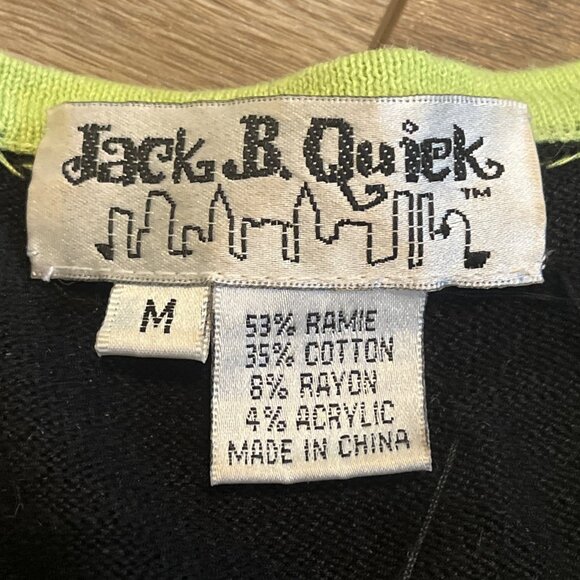 Jack B. Quick
TM
M
53% RAMIE
35% COTTON
8% RAYON
4% ACRYLIC
MADE IN CHINA